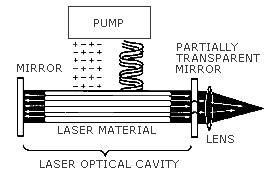 PUMP
+ + + +
- - - -
+ + + +
- - - -
+ + + +
PARTIALLY
TRANSPARENT
MIRROR
MIRROR
LASER MATERIAL
LENS
LASER OPTICAL CAVITY